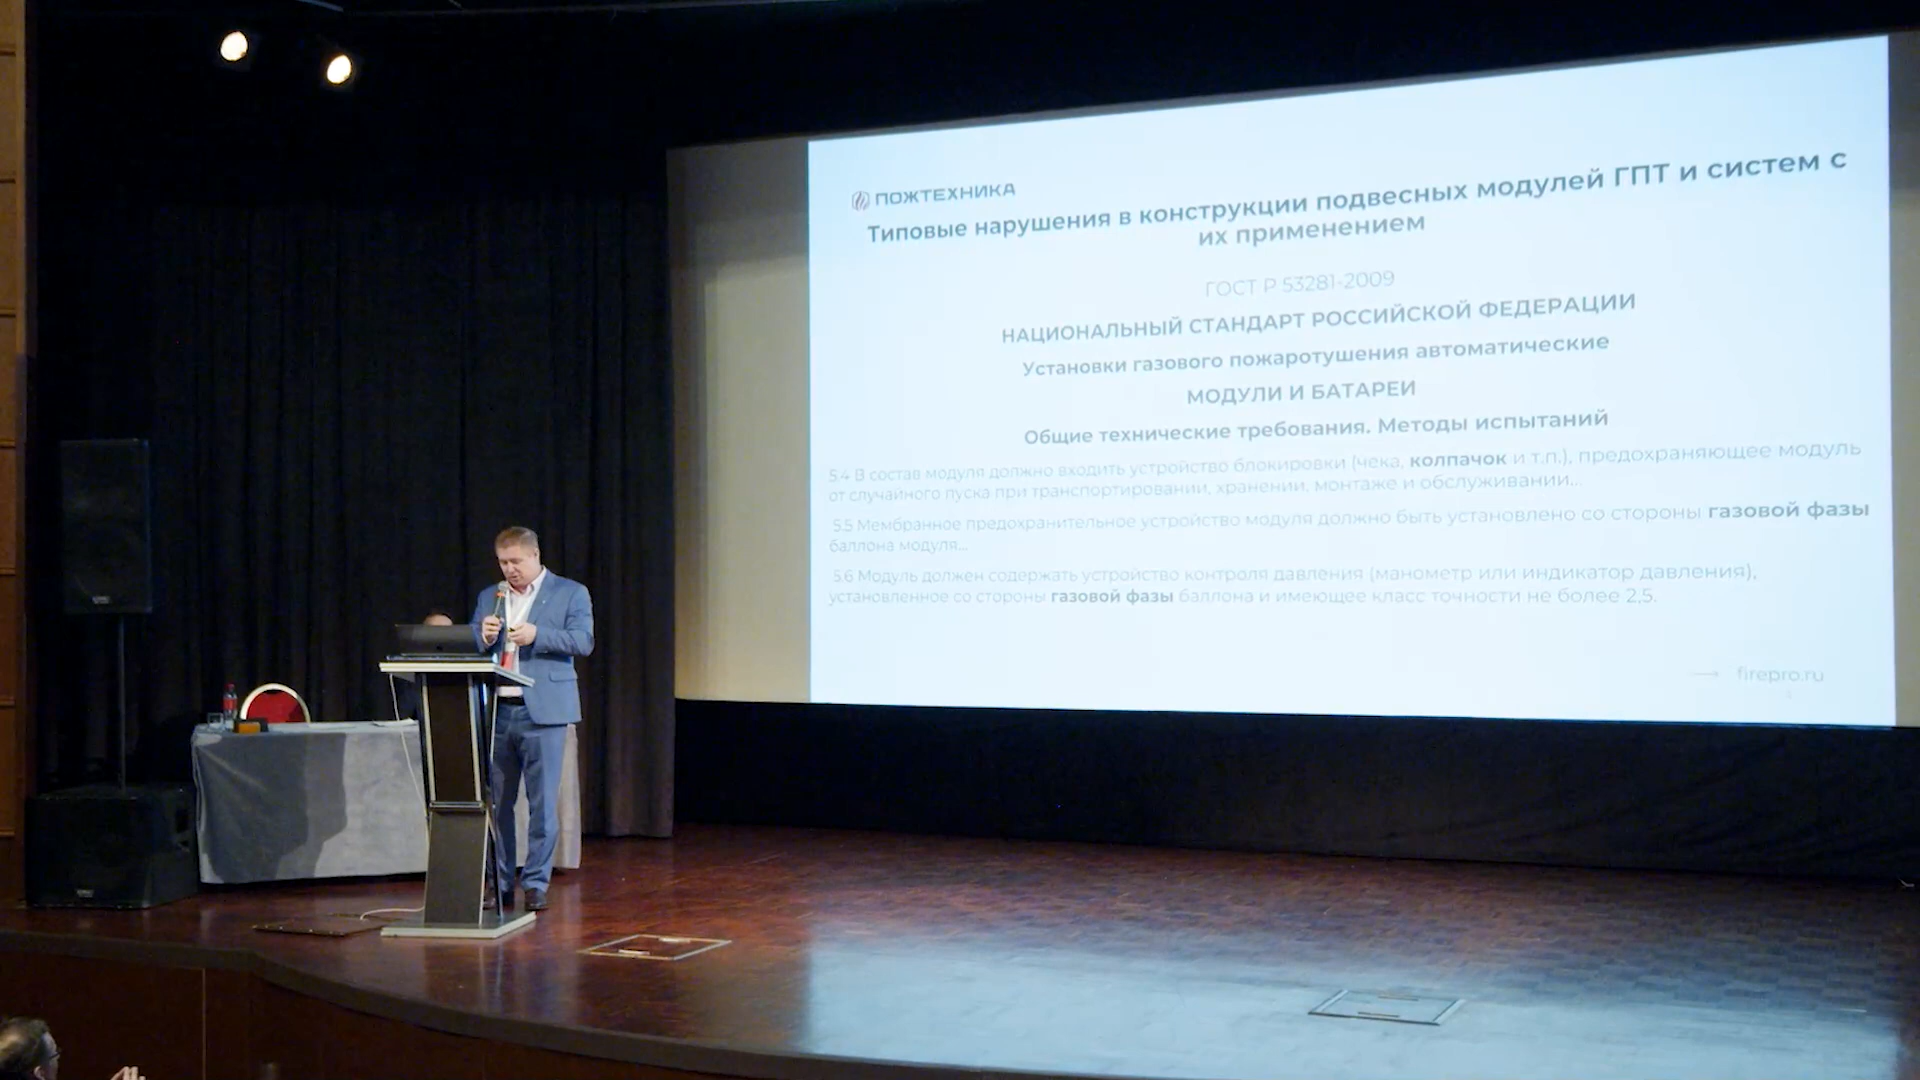 ПОЖТЕХНИКА
Типовые нарушения в конструкции подвесных модулей ГПТ и систем с
их применением
ГОСТ Р 53281-2009
НАЦИОНАЛЬНЫЙ СТАНДАРТ РОССИЙСКОЙ ФЕДЕРАЦИИ
Установки газового пожаротушения автоматические
МОДУЛИ И БАТАРЕИ
Общие технические требования. Методы испытаний
5.4 В состав модуля должно входить устройство блокировки (чека, колпачок и т.п.), предохраняющее модуль
от случайного пуска при транспортировании, хранении, монтаже и обслуживании...
5.5 Мембранное предохранительное устройство модуля должно быть установлено со стороны газовой фазы
баллона модуля...
5.6 Модуль должен содержать устройство контроля давления (манометр или индикатор давления),
установленное со стороны газовой фазы баллона и имеющее класс точности не более 2,5.
firepro.ru